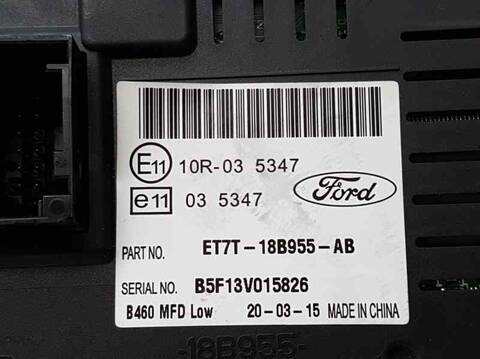 E11 10R-03 5347
e11 03 5347
Ford
PART NO. ET7T-18B955-AB
SERIAL NO. B5F13V015826
B460 MFD Low 20-03-15 MADE IN CHINA
-18B955-